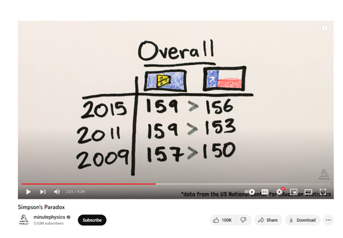 Overall
2015 159 > 156
2011 159 > 153
2009 157 > 150
*data from the US National
Simpson's Paradox
minutephysics
Subscribe
100K
Share
Download